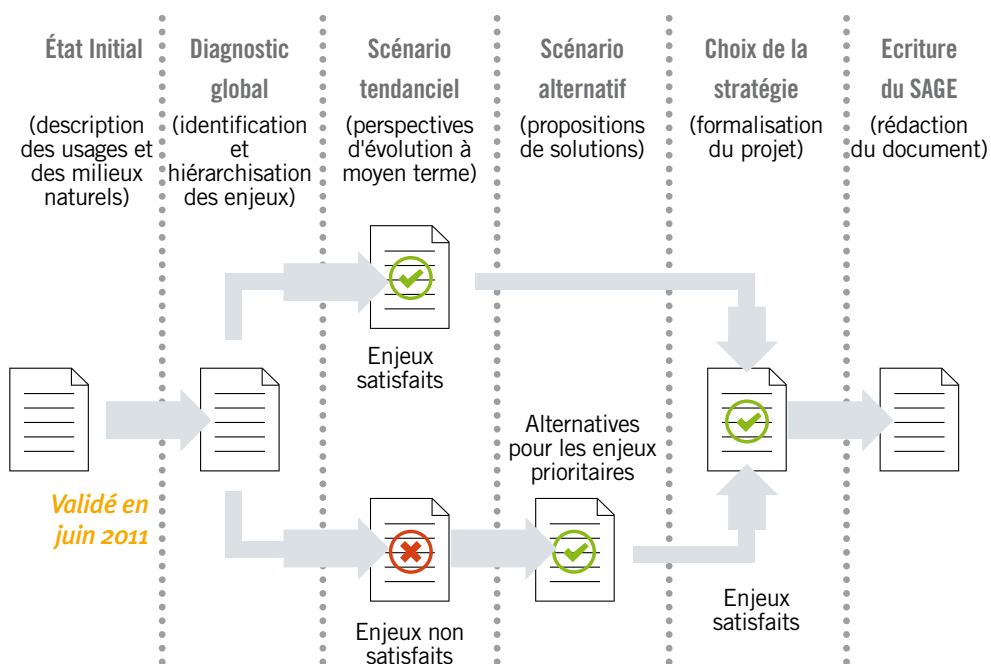 État Initial
(description
des usages et
des milieux
naturels)
Diagnostic
global
(identification
et
hiérarchisation
des enjeux)
Scénario
tendanciel
(perspectives
d'évolution à
moyen terme)
Scénario
alternatif
(propositions
de solutions)
Choix de la
stratégie
(formalisation
du projet)
Ecriture
du SAGE
(rédaction
du document)
Enjeux
satisfaits
Alternatives
pour les enjeux
prioritaires
Validé en
juin 2011
Enjeux non
satisfaits
Enjeux
satisfaits